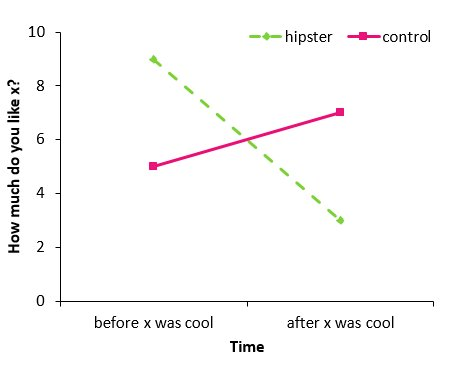 How much do you like x?
10
8
6
4
2
0
hipster control
before x was cool after x was cool
Time